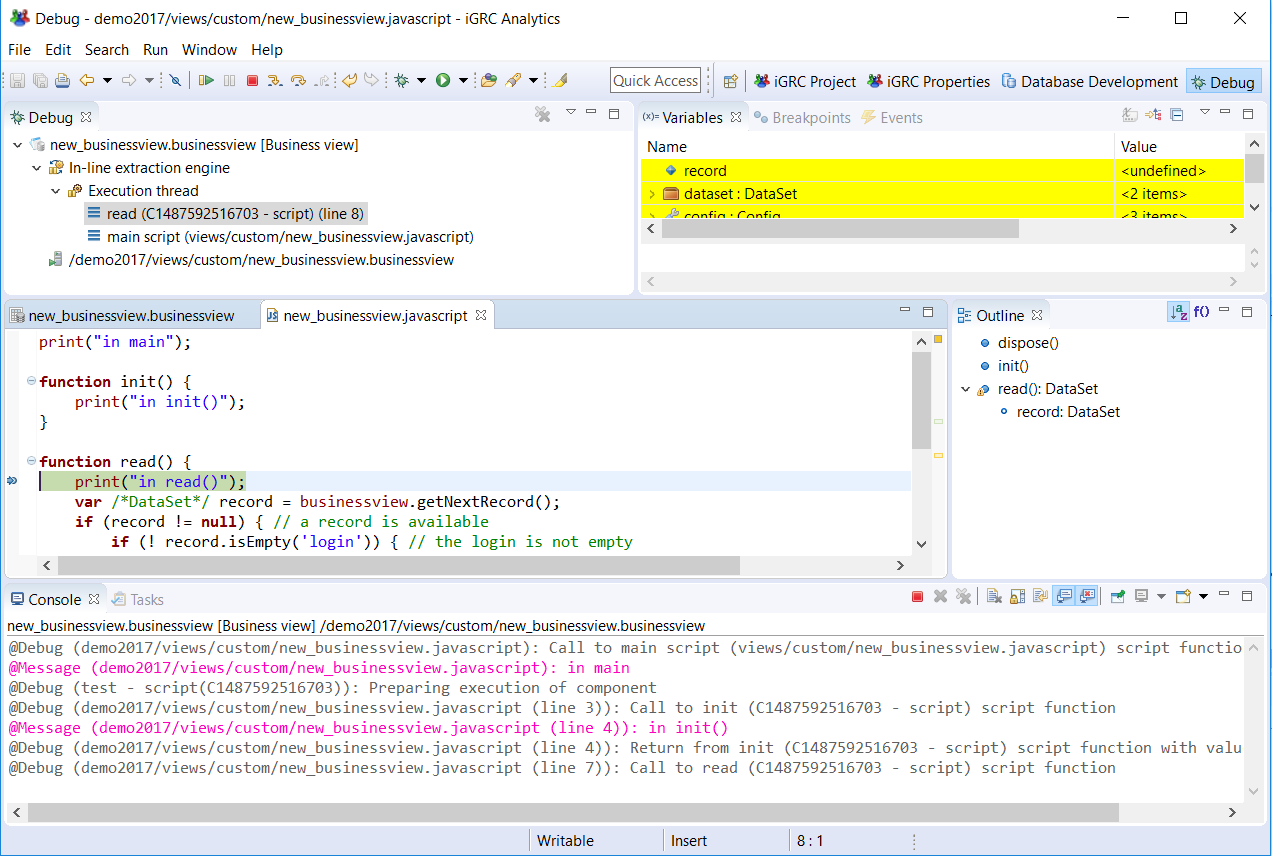 Debug - demo2017/views/custom/new_businessview.javascript - iGRC Analytics
File Edit Search Run Window Help
Quick Access iGRC Project iGRC Properties Database Development Debug
Debug
new_businessview.businessview [Business view]
In-line extraction engine
Execution thread
read (C1487592516703 - script) (line 8)
main script (views/custom/new_businessview.javascript)
/demo2017/views/custom/new_businessview.businessview
(x)= Variables Breakpoints Events
Name Value
record <undefined>
dataset : DataSet <2 items>
config : Config <3 items>
new_businessview.businessview new_businessview.javascript
print("in main");
function init() {
print("in init()");
}
function read() {
print("in read()");
var /*DataSet*/ record = businessview.getNextRecord();
if (record != null) { // a record is available
if (! record.isEmpty('login')) { // the login is not empty
Outline f()
dispose()
init()
read(): DataSet
record: DataSet
Console Tasks
new_businessview.businessview [Business view] /demo2017/views/custom/new_businessview.businessview
@Debug (demo2017/views/custom/new_businessview.javascript): Call to main script (views/custom/new_businessview.javascript) script functio
@Message (demo2017/views/custom/new_businessview.javascript): in main
@Debug (test - script(C1487592516703)): Preparing execution of component
@Debug (demo2017/views/custom/new_businessview.javascript (line 3)): Call to init (C1487592516703 - script) script function
@Message (demo2017/views/custom/new_businessview.javascript (line 4)): in init()
@Debug (demo2017/views/custom/new_businessview.javascript (line 4)): Return from init (C1487592516703 - script) script function with valu
@Debug (demo2017/views/custom/new_businessview.javascript (line 7)): Call to read (C1487592516703 - script) script function
Writable Insert 8 : 1